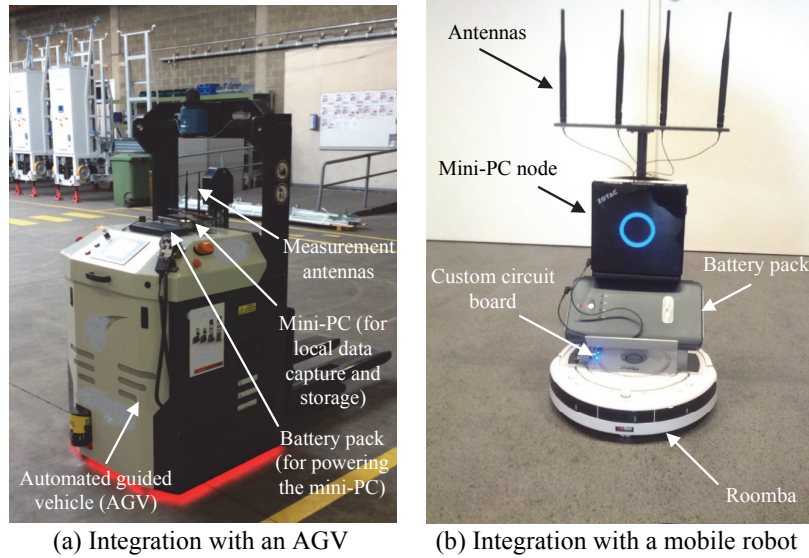 Measurement
antennas
Mini-PC (for
local data
capture and
storage)
Battery pack
(for powering
the mini-PC)
Automated guided
vehicle (AGV)
(a) Integration with an AGV
Antennas
Mini-PC node
ZOTAC
Custom circuit
board
Battery pack
Roomba
(b) Integration with a mobile robot